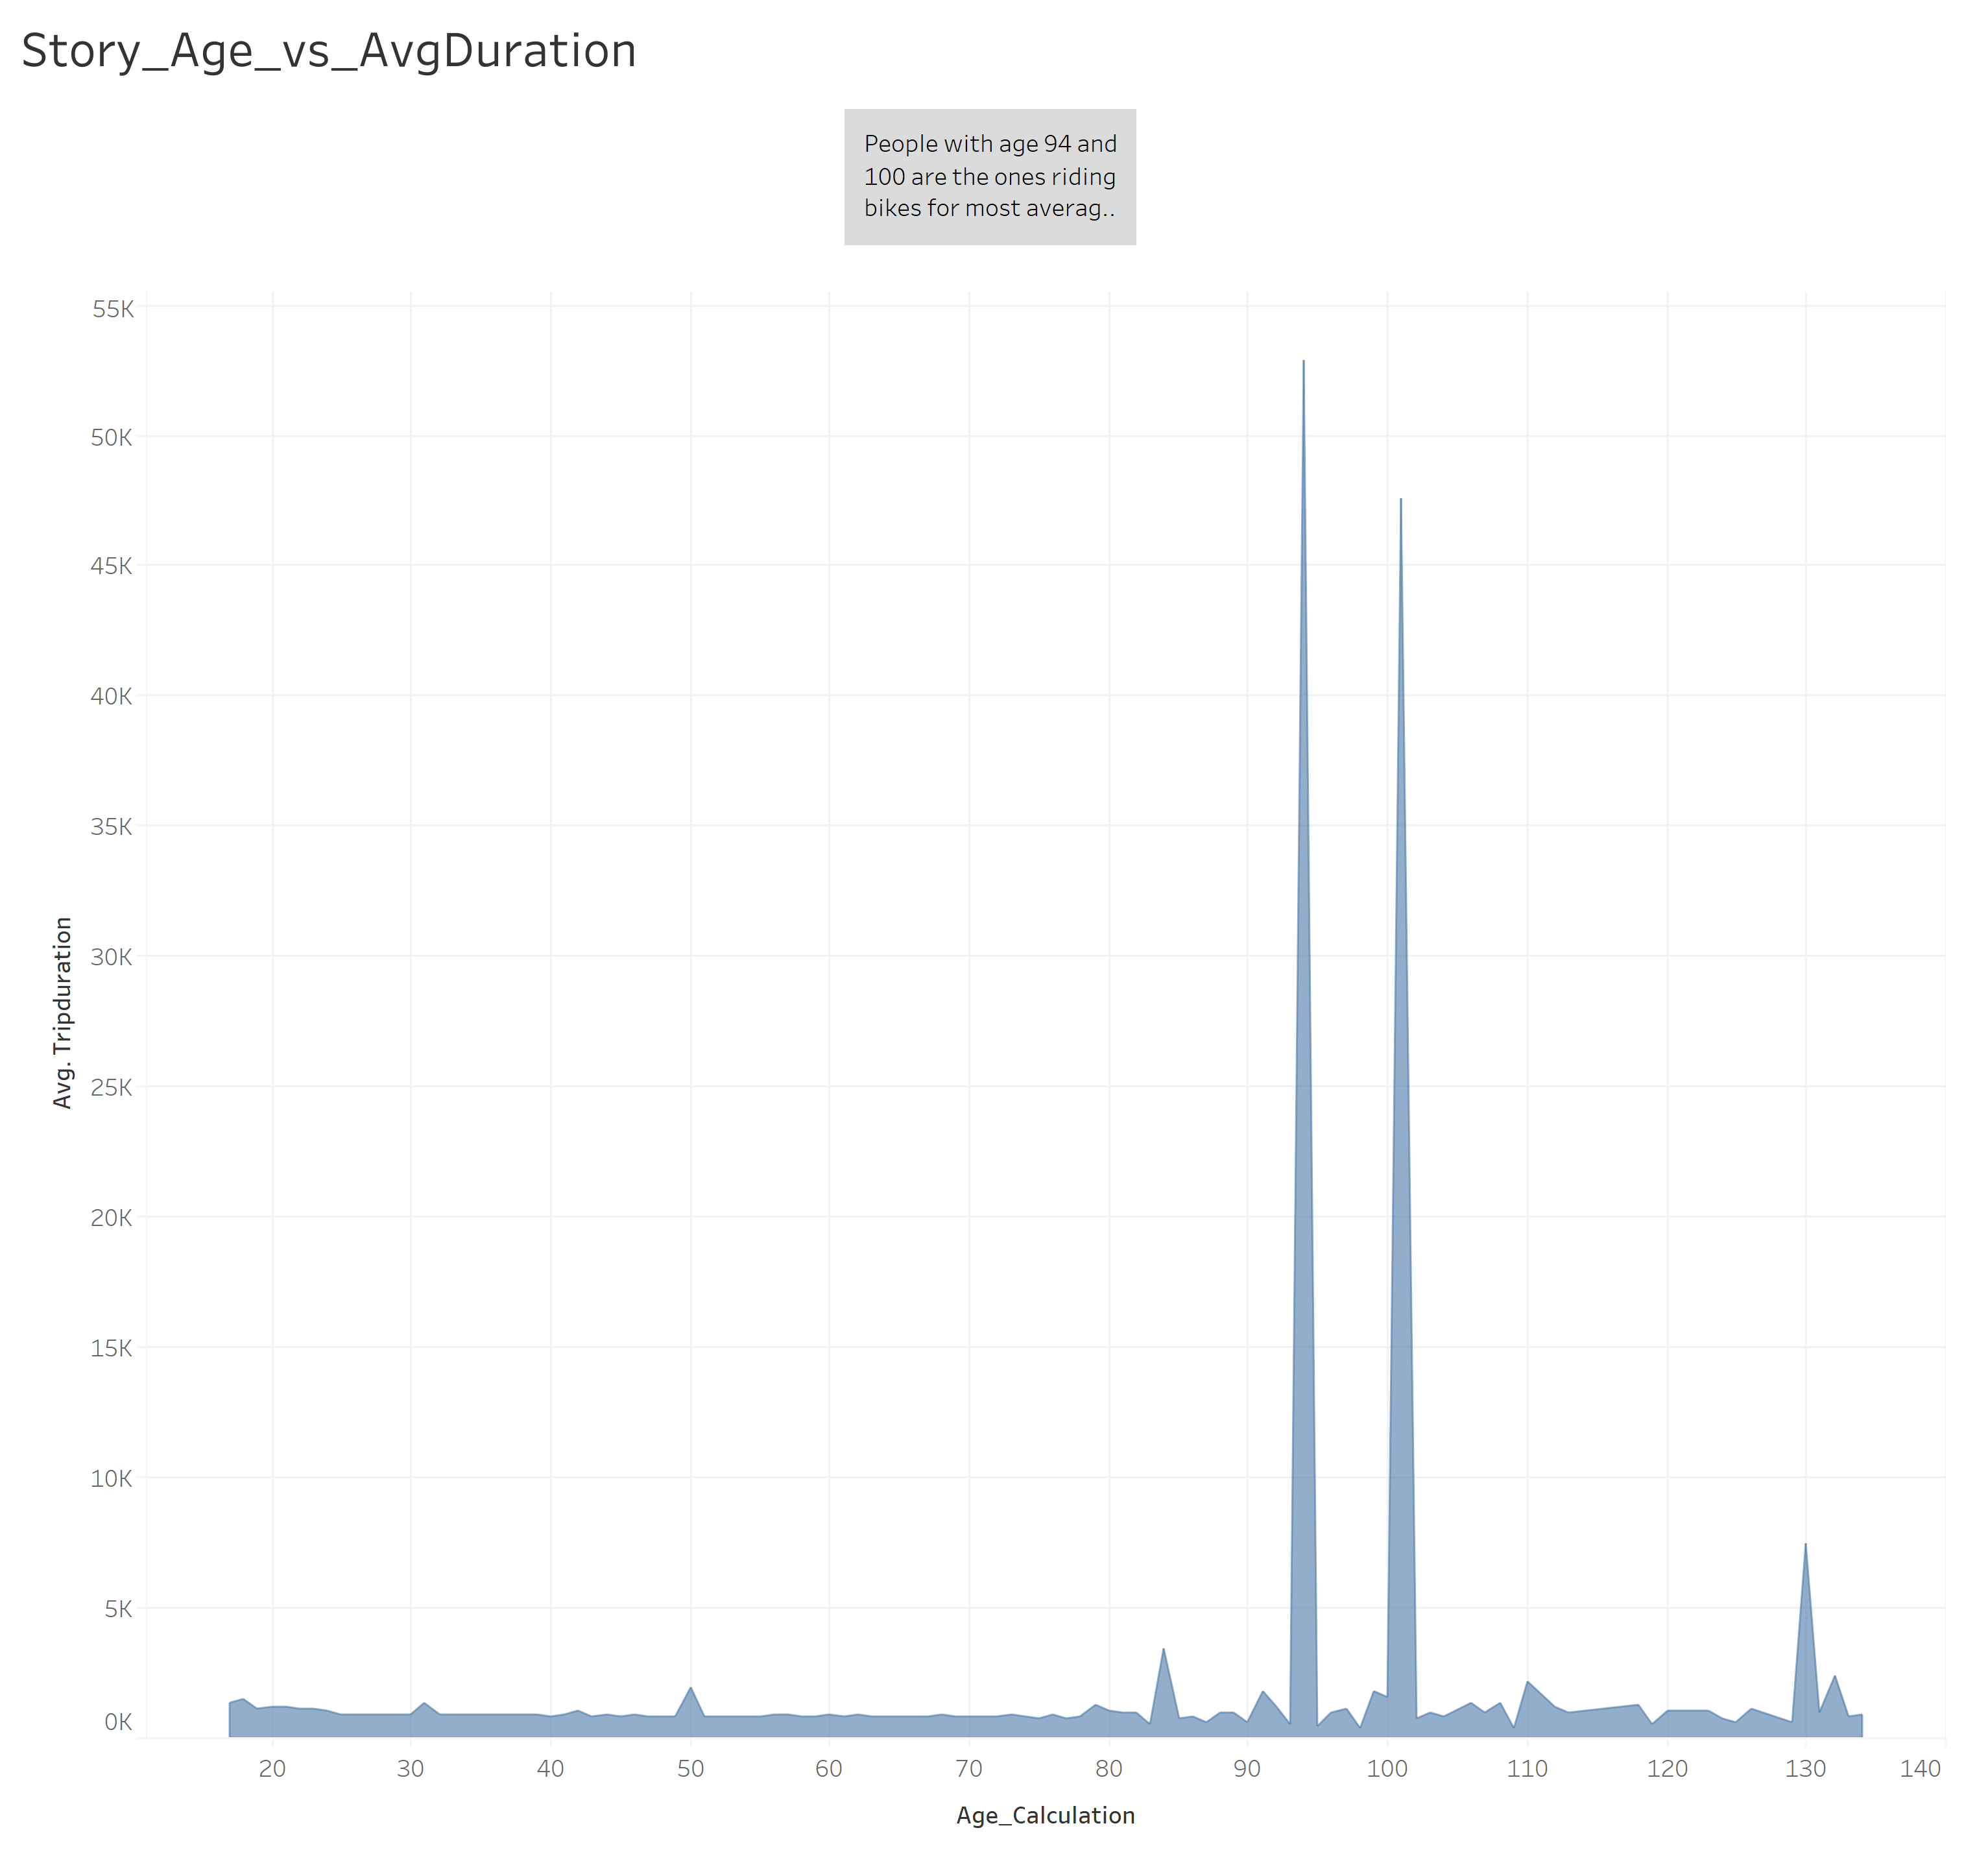 Story_Age_vs_AvgDuration
People with age 94 and
100 are the ones riding
bikes for most averag..
55K
50K
45K
40K
35K
30K
25K
20K
15K
10K
5K
0K
Avg. Tripduration
20 30 40 50 60 70 80 90 100 110 120 130 140
Age_Calculation